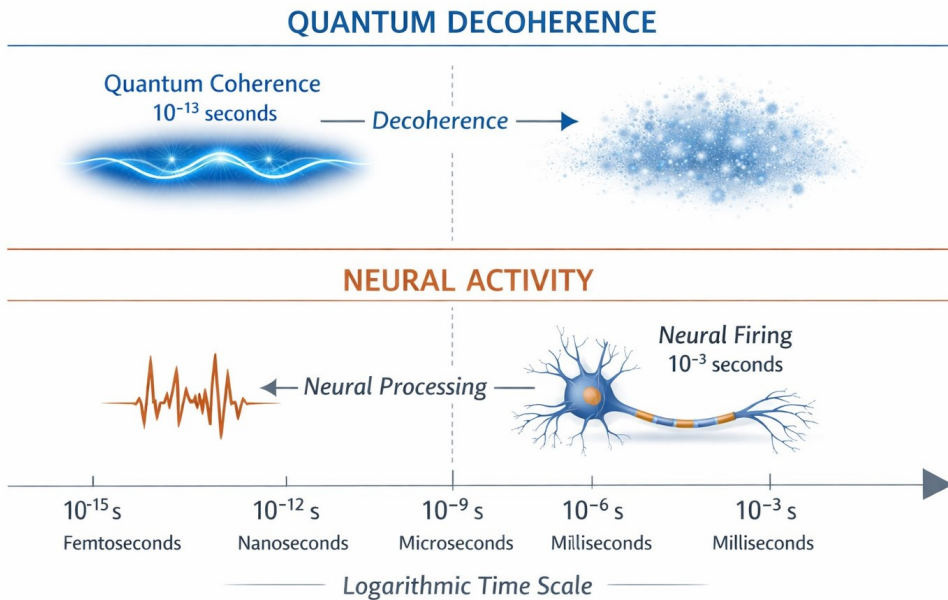 QUANTUM DECOHERENCE
Quantum Coherence
10⁻¹³ seconds
Decoherence
NEURAL ACTIVITY
Neural Firing
10⁻³ seconds
Neural Processing
10⁻¹⁵ s 10⁻¹² s 10⁻⁹ s 10⁻⁶ s 10⁻³ s
Femtoseconds Nanoseconds Microseconds Milliseconds Milliseconds
Logarithmic Time Scale